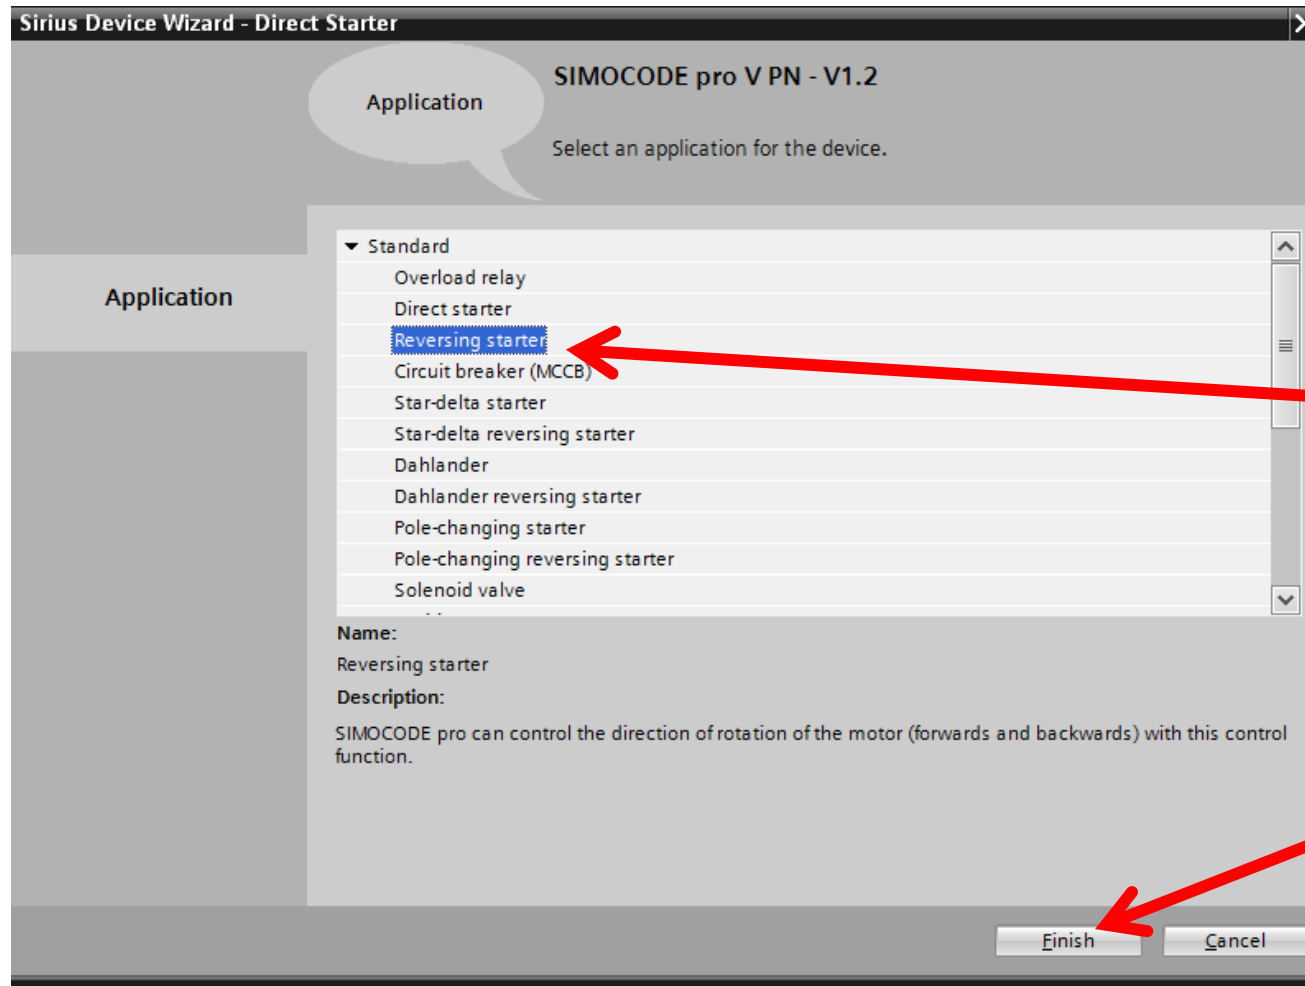 Sirius Device Wizard - Direct Starter
Application
SIMOCODE pro V PN - V1.2
Select an application for the device.
Application
Standard
Overload relay
Direct starter
Reversing starter
Circuit breaker (MCCB)
Star-delta starter
Star-delta reversing starter
Dahlander
Dahlander reversing starter
Pole-changing starter
Pole-changing reversing starter
Solenoid valve
Name:
Reversing starter
Description:
SIMOCODE pro can control the direction of rotation of the motor (forwards and backwards) with this control
function.
Finish
Cancel